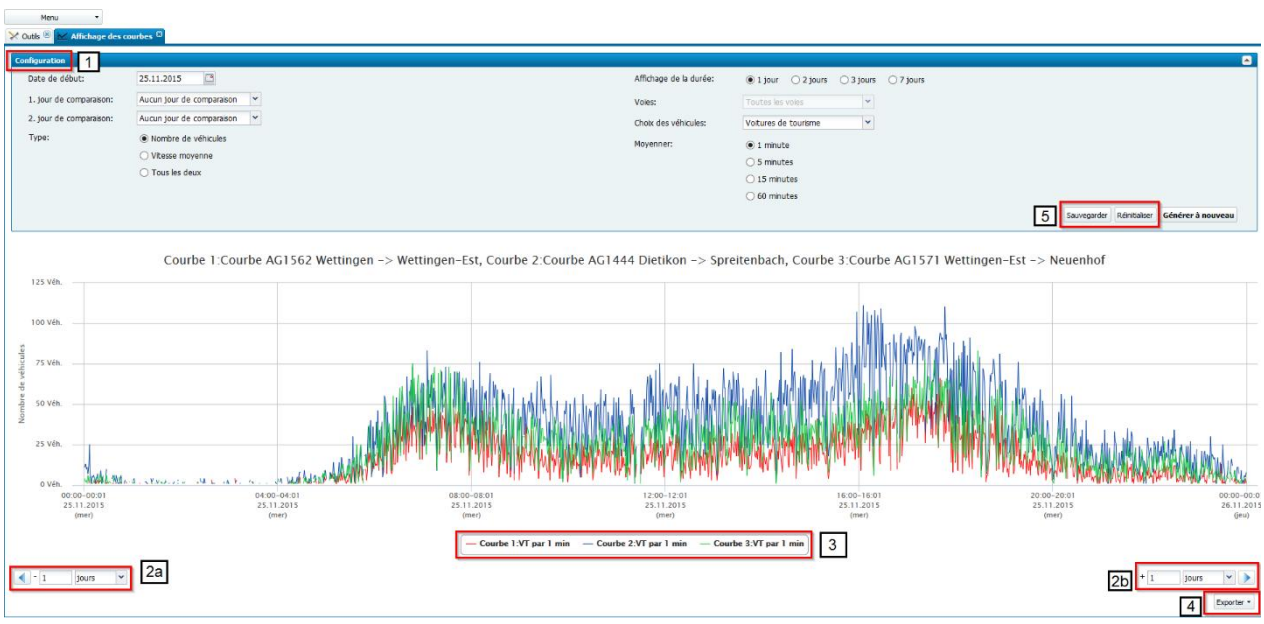 Menu
Outils
Affichage des courbes
Configuration
1
Date de début:
25.11.2015
Affichage de la durée:
1 jour
2 jours
3 jours
7 jours
1. jour de comparaison:
Aucun jour de comparaison
Voies:
Toutes les voies
2. jour de comparaison:
Aucun jour de comparaison
Choix des véhicules:
Voitures de tourisme
Type:
Nombre de véhicules
Moyenner:
1 minute
Vitesse moyenne
5 minutes
Tous les deux
15 minutes
60 minutes
5
Sauvegarder
Réinitialiser
Générer à nouveau
Courbe 1:Courbe AG1562 Wettingen -> Wettingen-Est, Courbe 2:Courbe AG1444 Dietikon -> Spreitenbach, Courbe 3:Courbe AG1571 Wettingen-Est -> Neuenhof
Nombre de véhicules
125 Véh.
100 Véh.
75 Véh.
50 Véh.
25 Véh.
0 Véh.
00:00-00:01
25.11.2015
(mer)
04:00-04:01
25.11.2015
(mer)
08:00-08:01
25.11.2015
(mer)
12:00-12:01
25.11.2015
(mer)
16:00-16:01
25.11.2015
(mer)
20:00-20:01
25.11.2015
(mer)
00:00-00:0
26.11.2015
(jeu)
Courbe 1:VT par 1 min
Courbe 2:VT par 1 min
Courbe 3:VT par 1 min
3
- 1 jours
2a
2b
+ 1 jours
4
Exporter